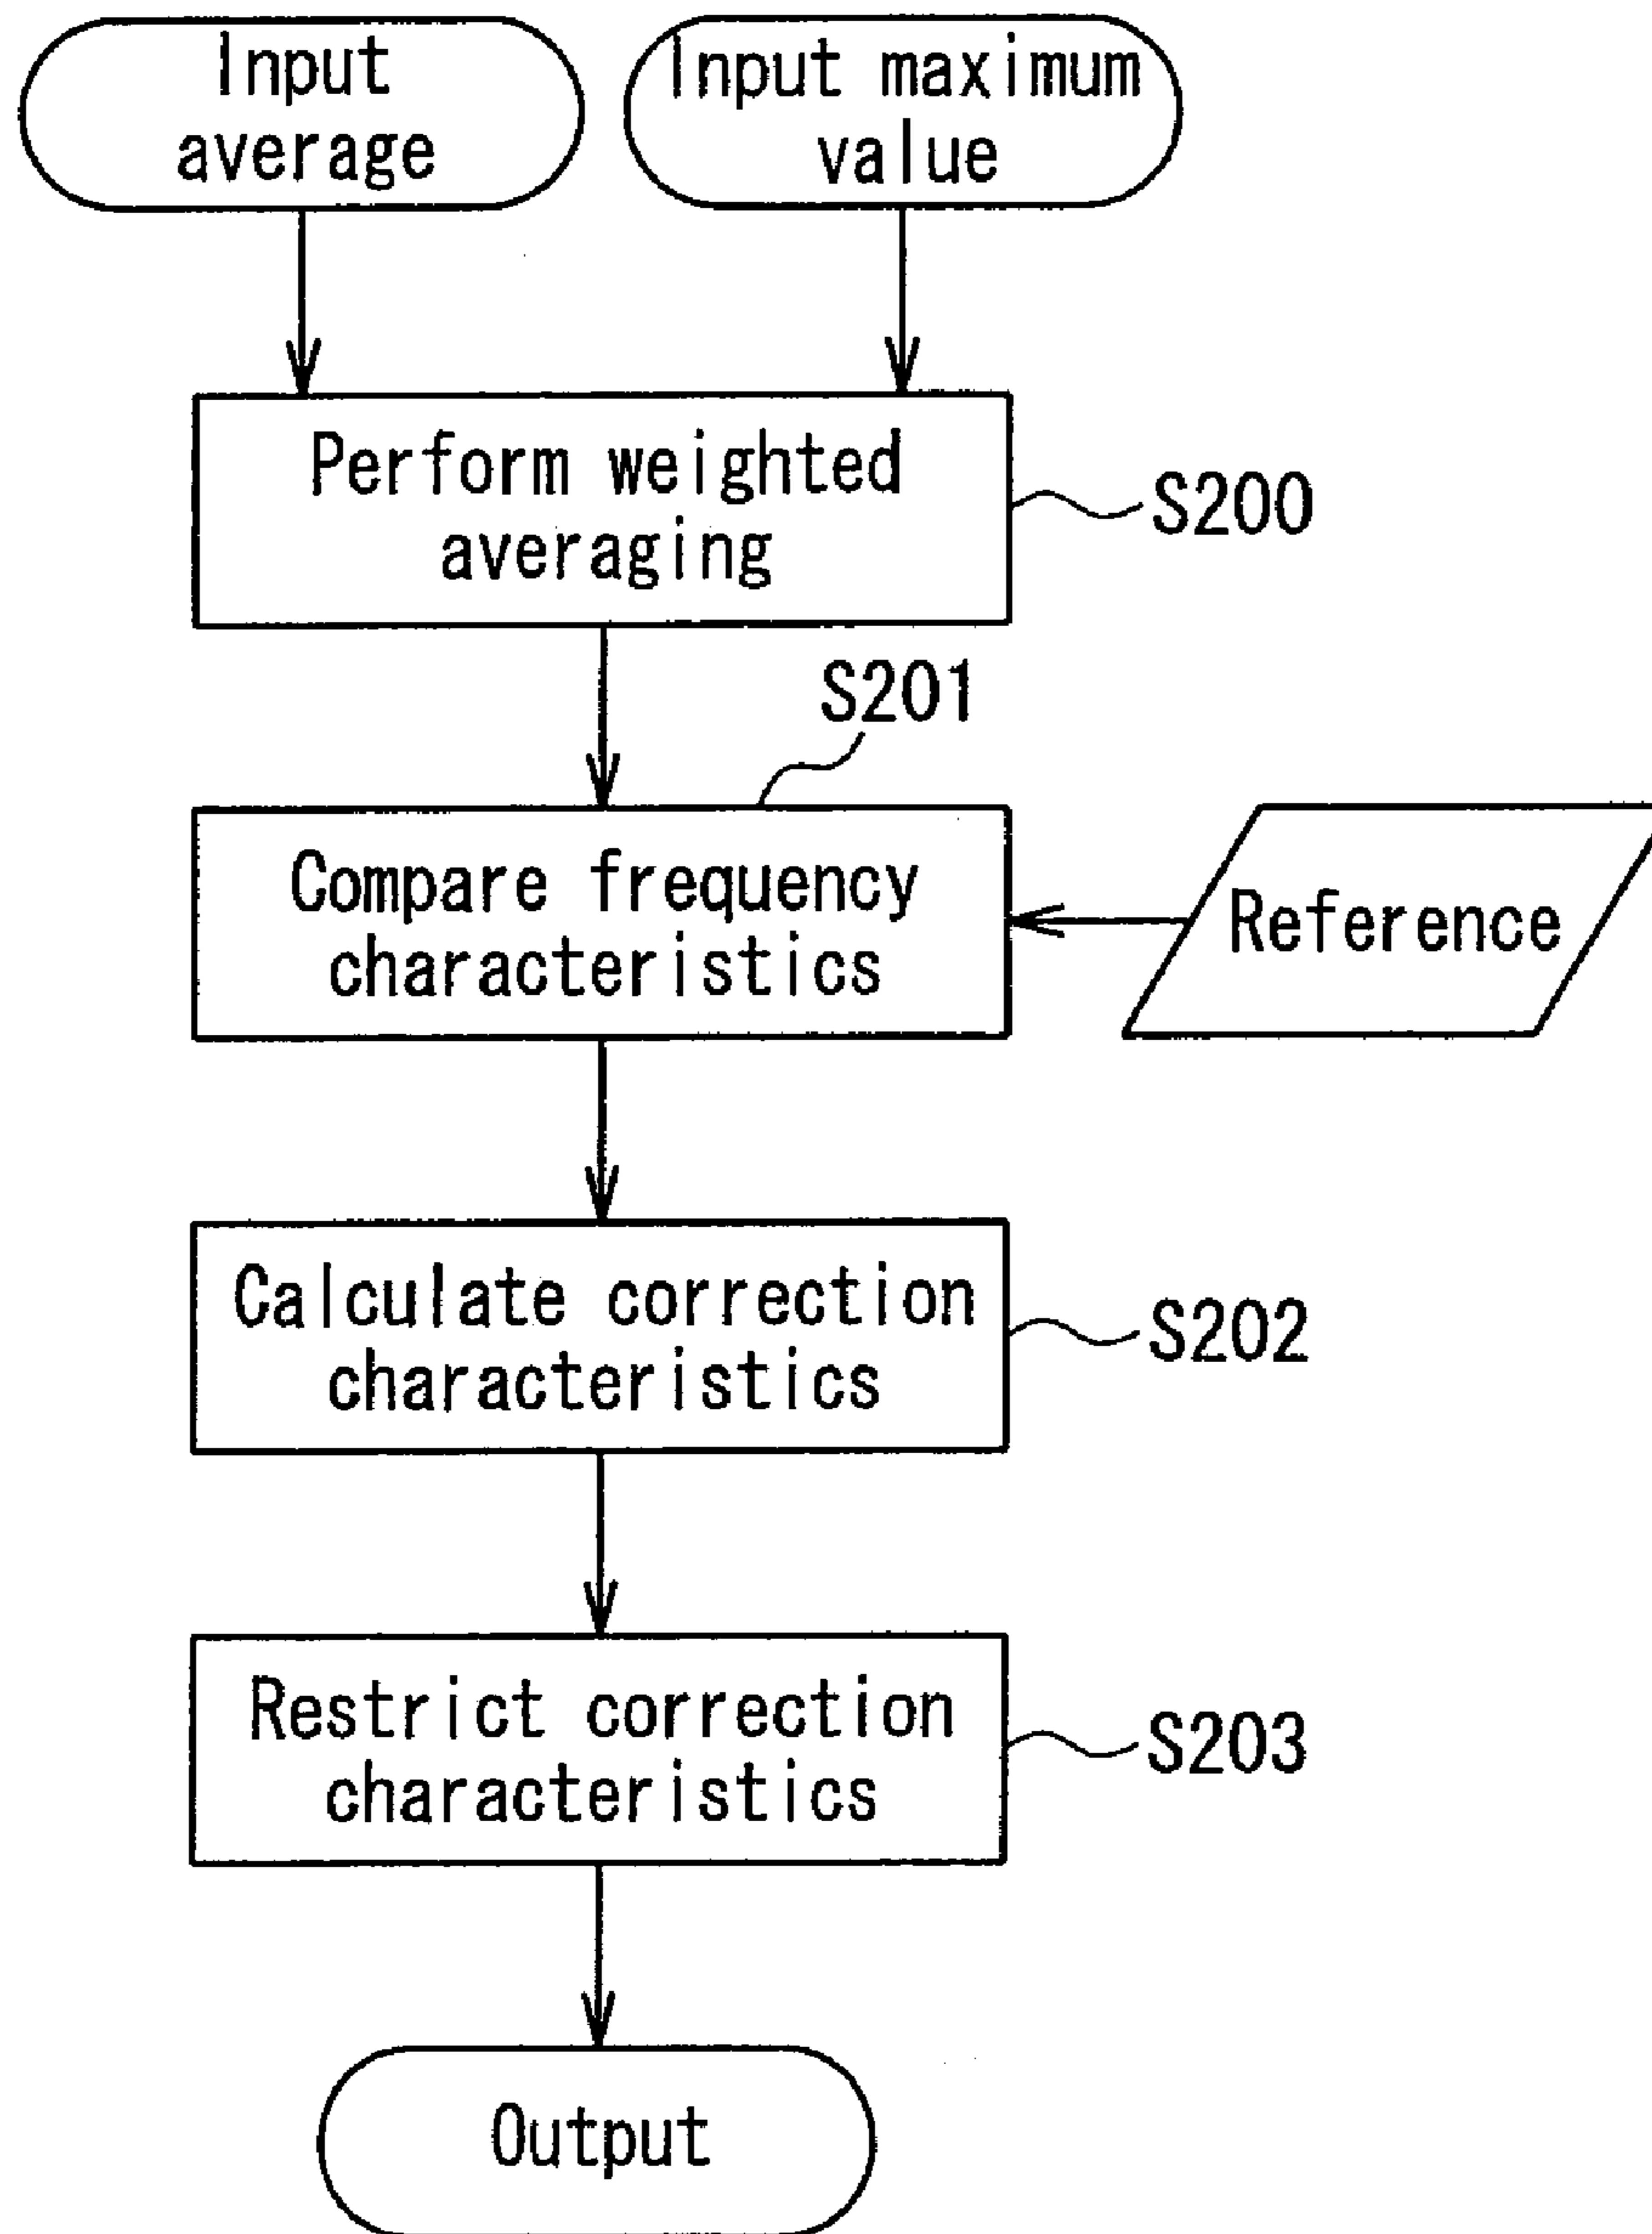 Input
average
Input maximum
value
Perform weighted
averaging
S200
S201
Compare frequency
characteristics
Reference
Calculate correction
characteristics
S202
Restrict correction
characteristics
S203
Output